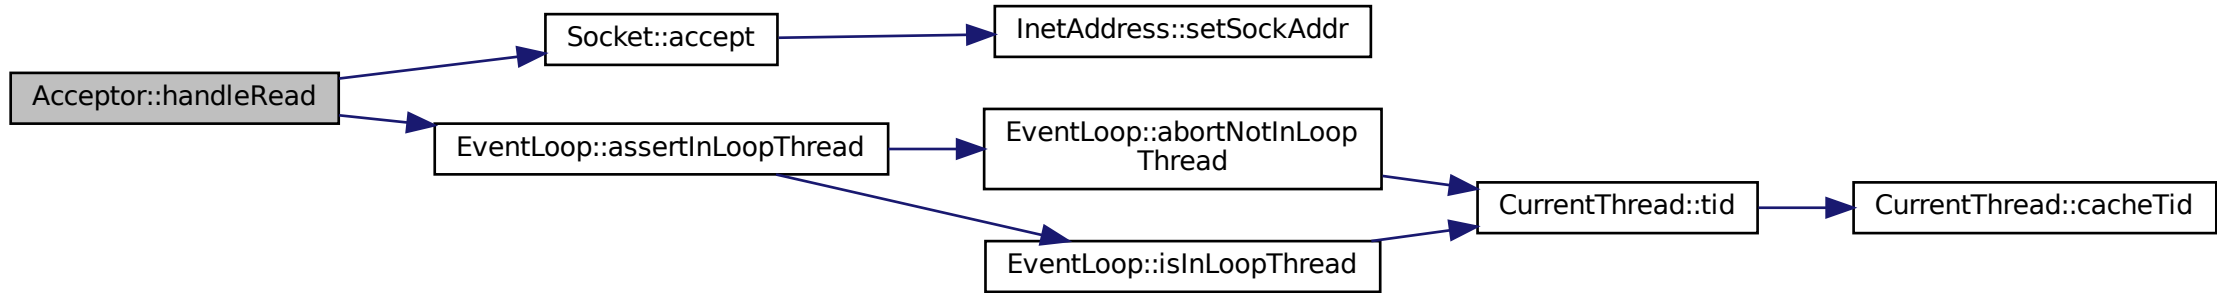 Acceptor::handleRead
Socket::accept
InetAddress::setSockAddr
EventLoop::assertInLoopThread
EventLoop::abortNotInLoop
Thread
EventLoop::isInLoopThread
CurrentThread::tid
CurrentThread::cacheTid